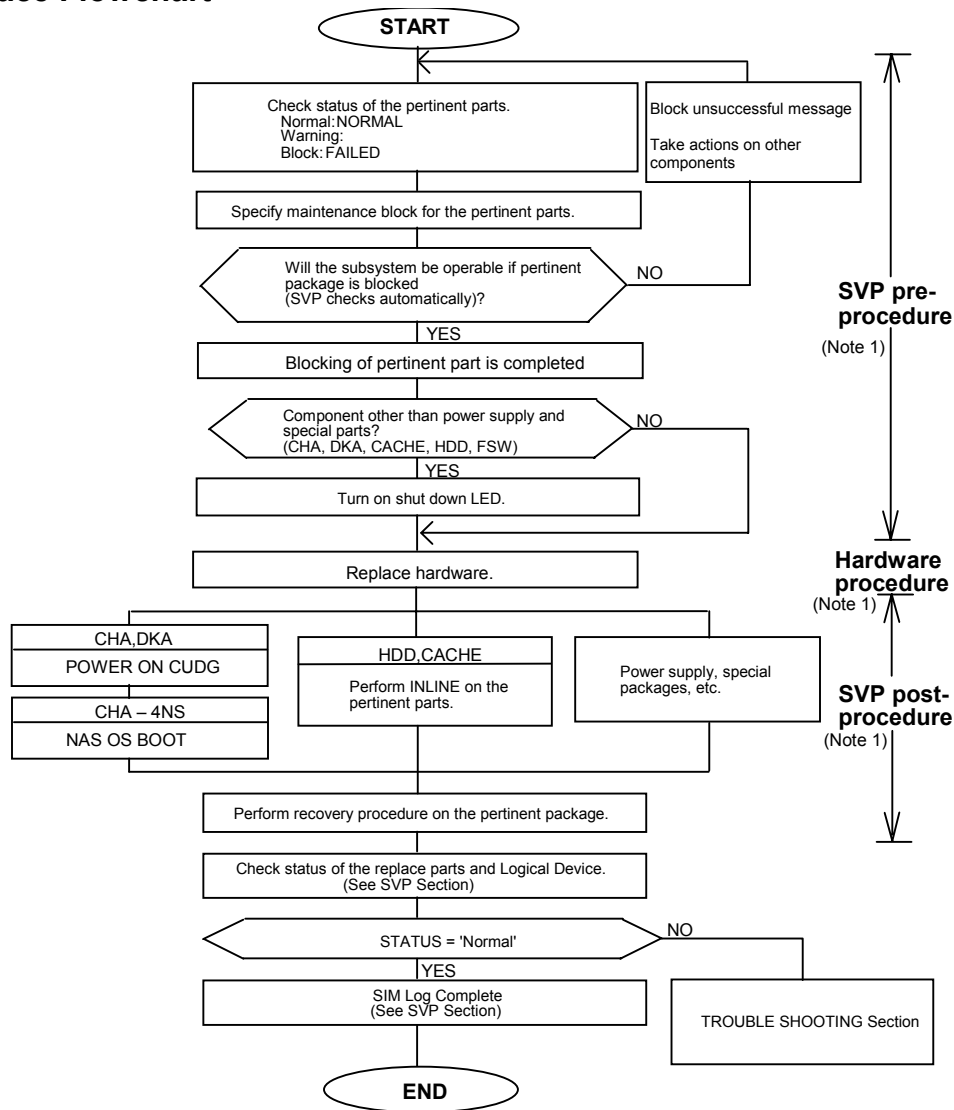 START
Check status of the pertinent parts.
Normal:NORMAL
Warning:
Block:FAILED
Block unsuccessful message
Take actions on other
components
Specify maintenance block for the pertinent parts.
Will the subsystem be operable if pertinent
package is blocked
(SVP checks automatically)?
NO
YES
SVP pre-
procedure
(Note 1)
Blocking of pertinent part is completed
Component other than power supply and
special parts?
(CHA, DKA, CACHE, HDD, FSW)
NO
YES
Turn on shut down LED.
Replace hardware.
Hardware
procedure
(Note 1)
CHA,DKA
POWER ON CUDG
CHA – 4NS
NAS OS BOOT
HDD,CACHE
Perform INLINE on the
pertinent parts.
Power supply, special
packages, etc.
SVP post-
procedure
(Note 1)
Perform recovery procedure on the pertinent package.
Check status of the replace parts and Logical Device.
(See SVP Section)
STATUS = 'Normal'
NO
YES
SIM Log Complete
(See SVP Section)
TROUBLE SHOOTING Section
END